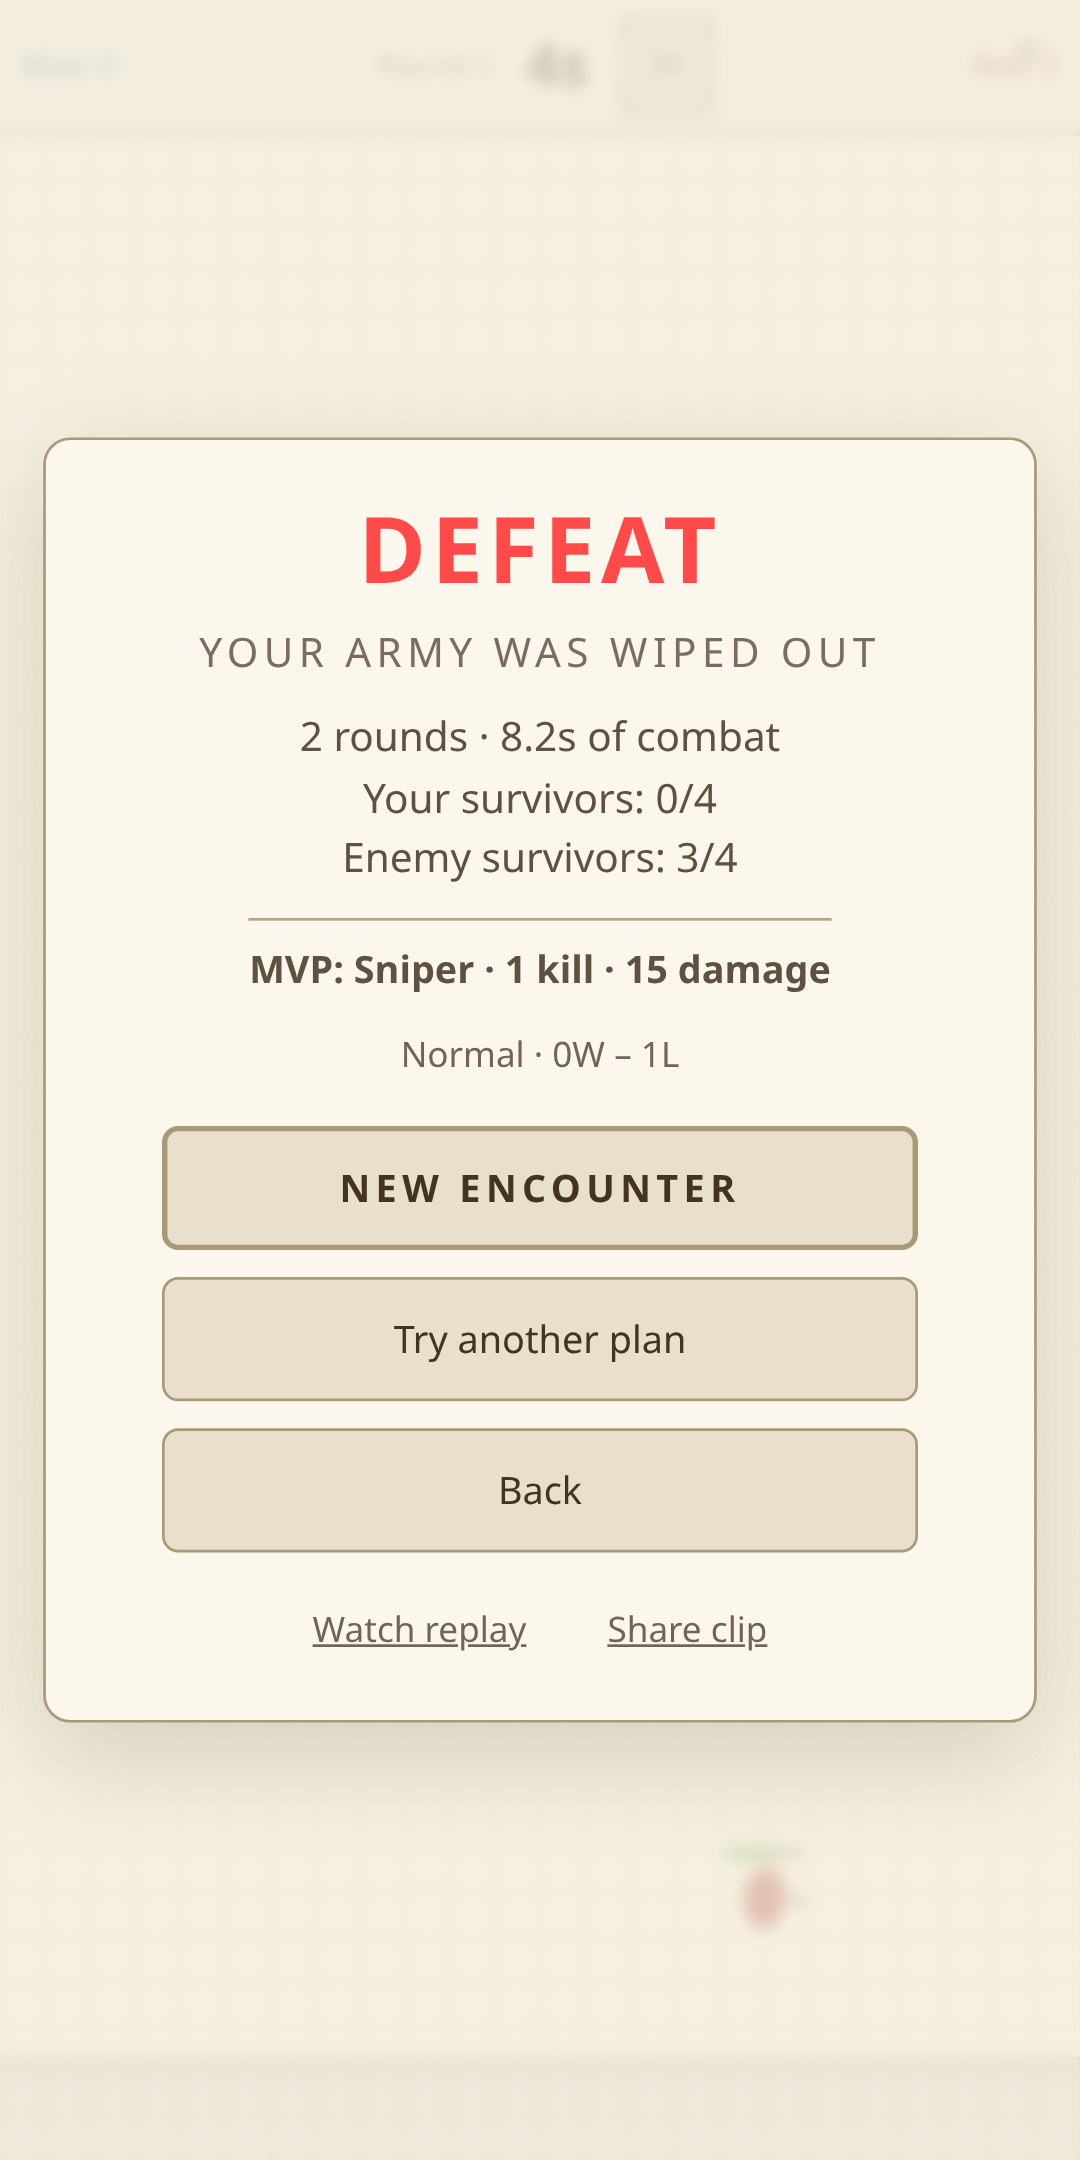 4s
DEFEAT
YOUR ARMY WAS WIPED OUT
2 rounds · 8.2s of combat
Your survivors: 0/4
Enemy survivors: 3/4
MVP: Sniper · 1 kill · 15 damage
Normal · 0W – 1L
NEW ENCOUNTER
Try another plan
Back
Watch replay Share clip